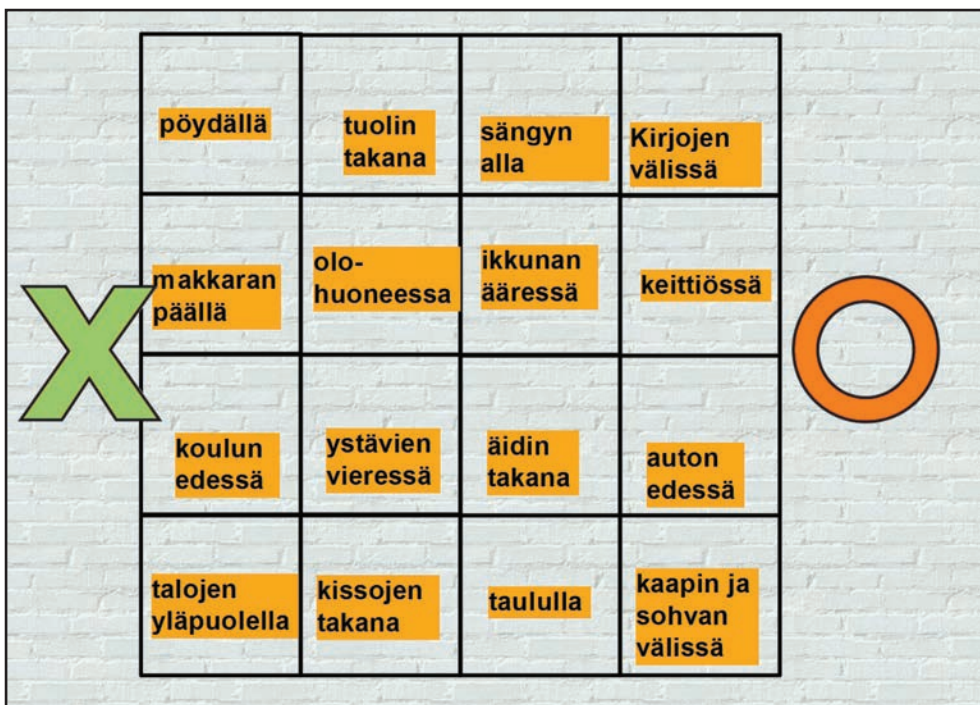 pöydällä
tuolin
takana
sängyn
alla
Kirjojen
välissä
makkaran
päällä
olo-
huoneessa
ikkunan
ääressä
keittiössä
koulun
edessä
ystävien
vieressä
äidin
takana
auton
edessä
talojen
yläpuolella
kissojen
takana
taululla
kaapin ja
sohvan
välissä
X
O